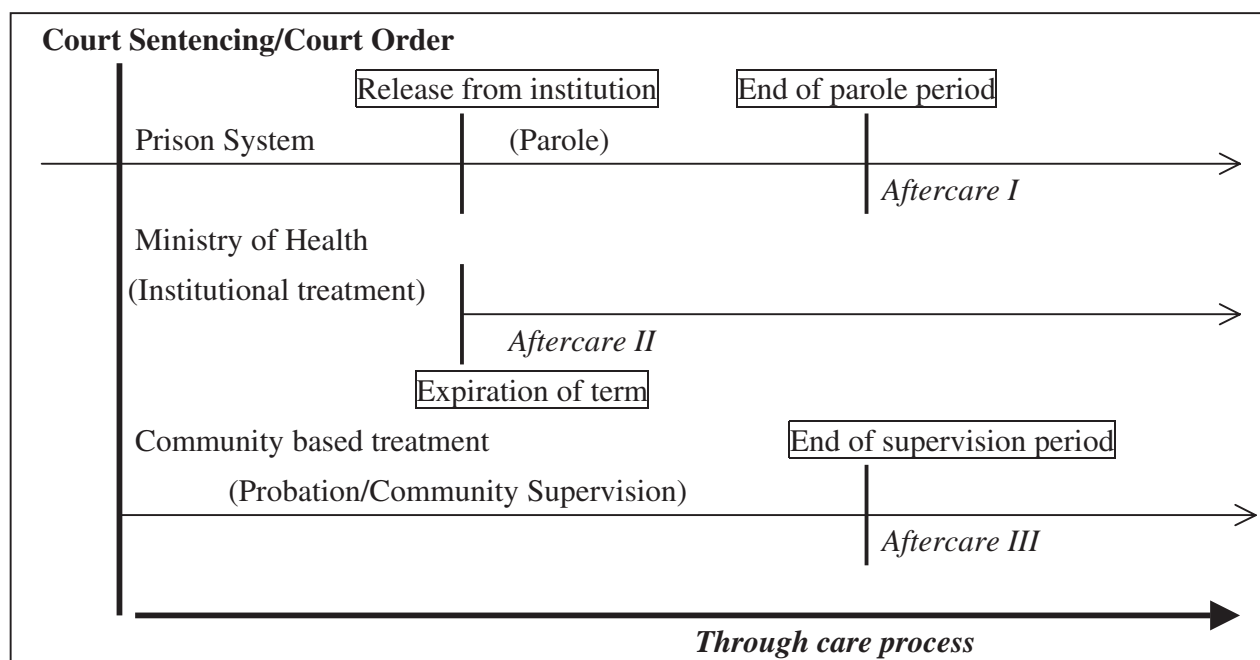 Court Sentencing/Court Order
Release from institution
End of parole period
Prison System
(Parole)
Aftercare I
Ministry of Health
(Institutional treatment)
Aftercare II
Expiration of term
Community based treatment
End of supervision period
(Probation/Community Supervision)
Aftercare III
Through care process